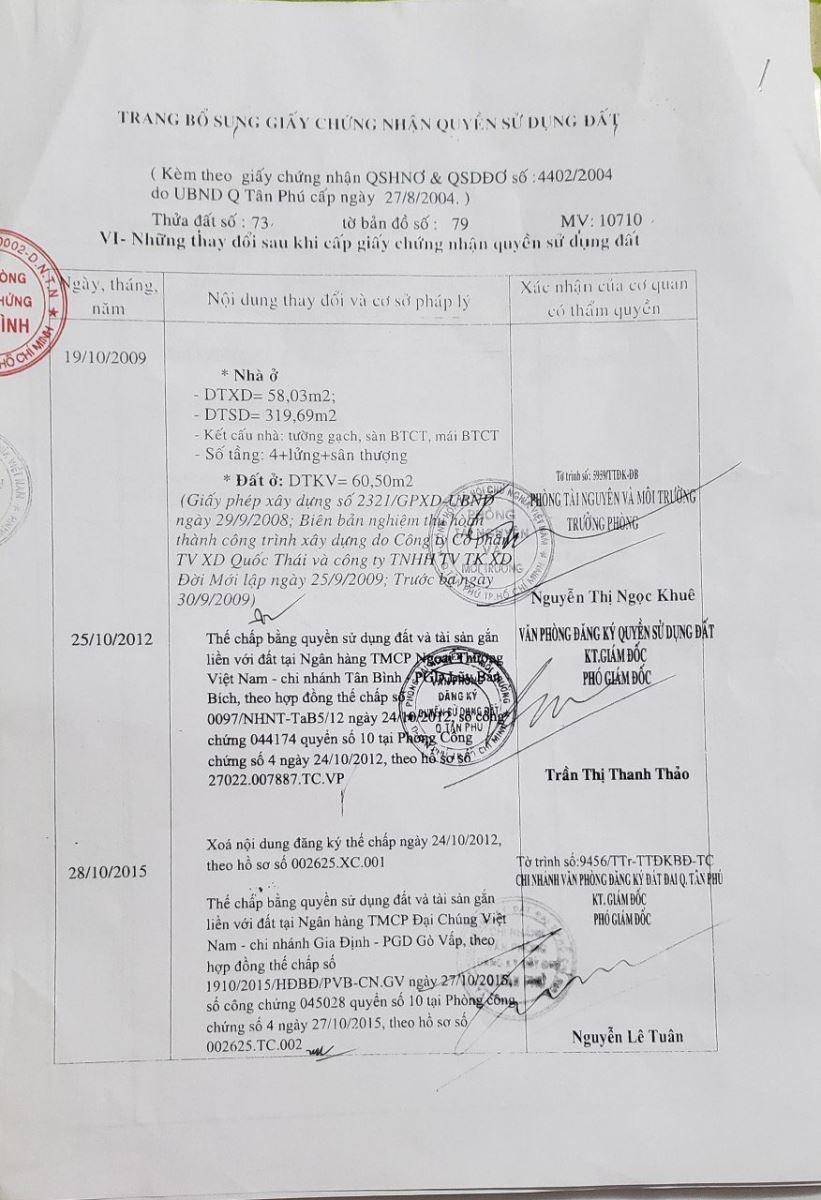 TRANG BỔ SUNG GIẤY CHỨNG NHẬN QUYỀN SỬ DỤNG ĐẤT
( Kèm theo giấy chứng nhận QSHNƠ & QSDĐƠ số :4402/2004
do UBND Q Tân Phú cấp ngày 27/8/2004. )
Thửa đất số : 73 tờ bản đồ số : 79 MV: 10710
VI- Những thay đổi sau khi cấp giấy chứng nhận quyền sử dụng đất
Ngày, tháng, năm
Nội dung thay đổi và cơ sở pháp lý
Xác nhận của cơ quan
có thẩm quyền
19/10/2009
* Nhà ở
- DTXD= 58,03m2;
- DTSD= 319,69m2
- Kết cấu nhà: tường gạch, sàn BTCT, mái BTCT
- Số tầng: 4+lửng+sân thượng
* Đất ở: DTKV= 60,50m2
(Giấy phép xây dựng số 2321/GPXD-UBND
ngày 29/9/2008; Biên bản nghiệm thu hoàn
thành công trình xây dựng do Công ty Cổ phần
TV XD Quốc Thái và công ty TNHH TV TK XD
Đời Mới lập ngày 25/9/2009; Trước bạ ngày
30/9/2009)
Tờ trình số: 5959/TTĐK-ĐB
PHÒNG TÀI NGUYÊN VÀ MÔI TRƯỜNG
TRƯỞNG PHÒNG
PHÒNG
TÀI NGUYÊN
VÀ
MÔI TRƯỜNG
Nguyễn Thị Ngọc Khuê
25/10/2012
Thế chấp bằng quyền sử dụng đất và tài sản gắn
liền với đất tại Ngân hàng TMCP Ngoại Thương
Việt Nam - chi nhánh Tân Bình - PGD Lũy Bán
Bích, theo hợp đồng thế chấp số
0097/NHNT-TaB5/12 ngày 24/10/2012, số công
chứng 044174 quyển số 10 tại Phòng Công
chứng số 4 ngày 24/10/2012, theo hồ sơ số
27022.007887.TC.VP
VĂN PHÒNG ĐĂNG KÝ QUYỀN SỬ DỤNG ĐẤT
KT.GIÁM ĐỐC
PHÓ GIÁM ĐỐC
VĂN PHÒNG
ĐĂNG KÝ
QUYỀN SỬ DỤNG ĐẤT
Q.TÂN PHÚ
Trần Thị Thanh Thảo
28/10/2015
Xoá nội dung đăng ký thế chấp ngày 24/10/2012,
theo hồ sơ số 002625.XC.001
Thế chấp bằng quyền sử dụng đất và tài sản gắn
liền với đất tại Ngân hàng TMCP Đại Chúng Việt
Nam - chi nhánh Gia Định - PGD Gò Vấp, theo
hợp đồng thế chấp số
1910/2015/HĐBĐ/PVB-CN.GV ngày 27/10/2015,
số công chứng 045028 quyển số 10 tại Phòng công
chứng số 4 ngày 27/10/2015, theo hồ sơ số
002625.TC.002
Tờ trình số:9456/TTr-TTĐKBĐ-TC
CHI NHÁNH VĂN PHÒNG ĐĂNG KÝ ĐẤT ĐAI Q. TÂN PHÚ
KT. GIÁM ĐỐC
PHÓ GIÁM ĐỐC
Nguyễn Lê Tuân